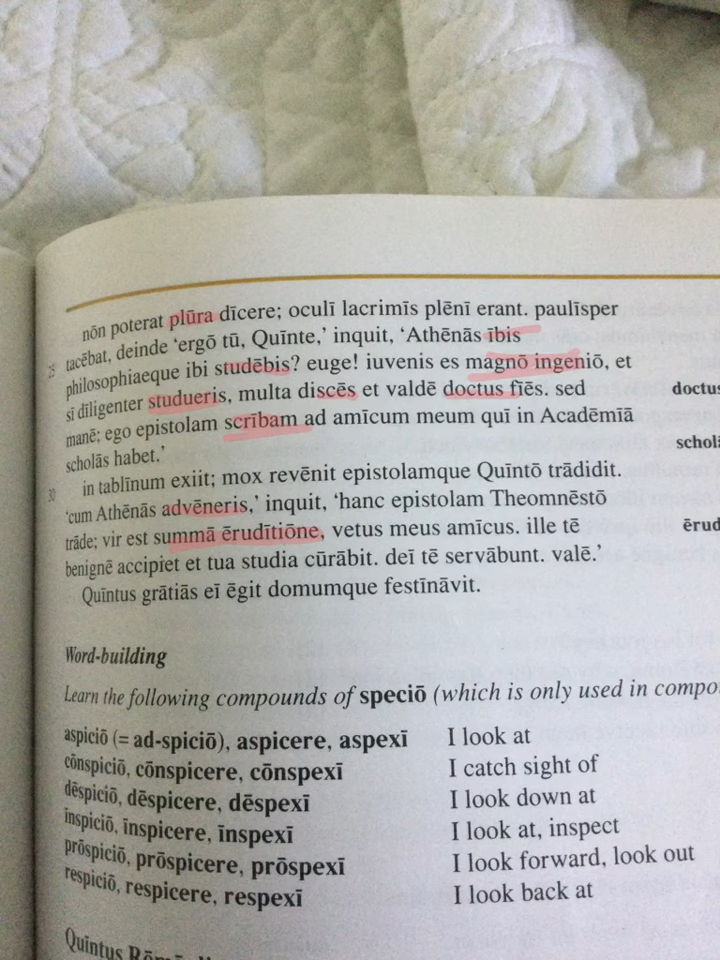 nōn poterat plūra dīcere; oculī lacrimīs plēnī erant. paulīsper
25 tacēbat, deinde ‘ergō tū, Quīnte,’ inquit, ‘Athēnās ībis
philosophiaeque ibi studēbis? euge! iuvenis es magnō ingeniō, et
sī dīligenter studueris, multa discēs et valdē doctus fīēs. sed
doctus
manē; ego epistolam scrībam ad amīcum meum quī in Acadēmīā
scholās habet.’
in tablīnum exiit; mox revēnit epistolamque Quīntō trādidit.
30 ‘cum Athēnās advēneris,’ inquit, ‘hanc epistolam Theomnēstō
trāde; vir est summā ērudītiōne, vetus meus amīcus. ille tē
benignē accipiet et tua studia cūrābit. deī tē servābunt. valē.’
Quīntus grātiās eī ēgit domumque festīnāvit.
Word-building
Learn the following compounds of speciō (which is only used in
aspiciō (= ad-spiciō), aspicere, aspexī I look at
cōnspiciō, cōnspicere, cōnspexī I catch sight of
dēspiciō, dēspicere, dēspexī I look down at
īnspiciō, īnspicere, īnspexī I look at, inspect
prōspiciō, prōspicere, prōspexī I look forward, look out
respiciō, respicere, respexī I look back at
Quīntus